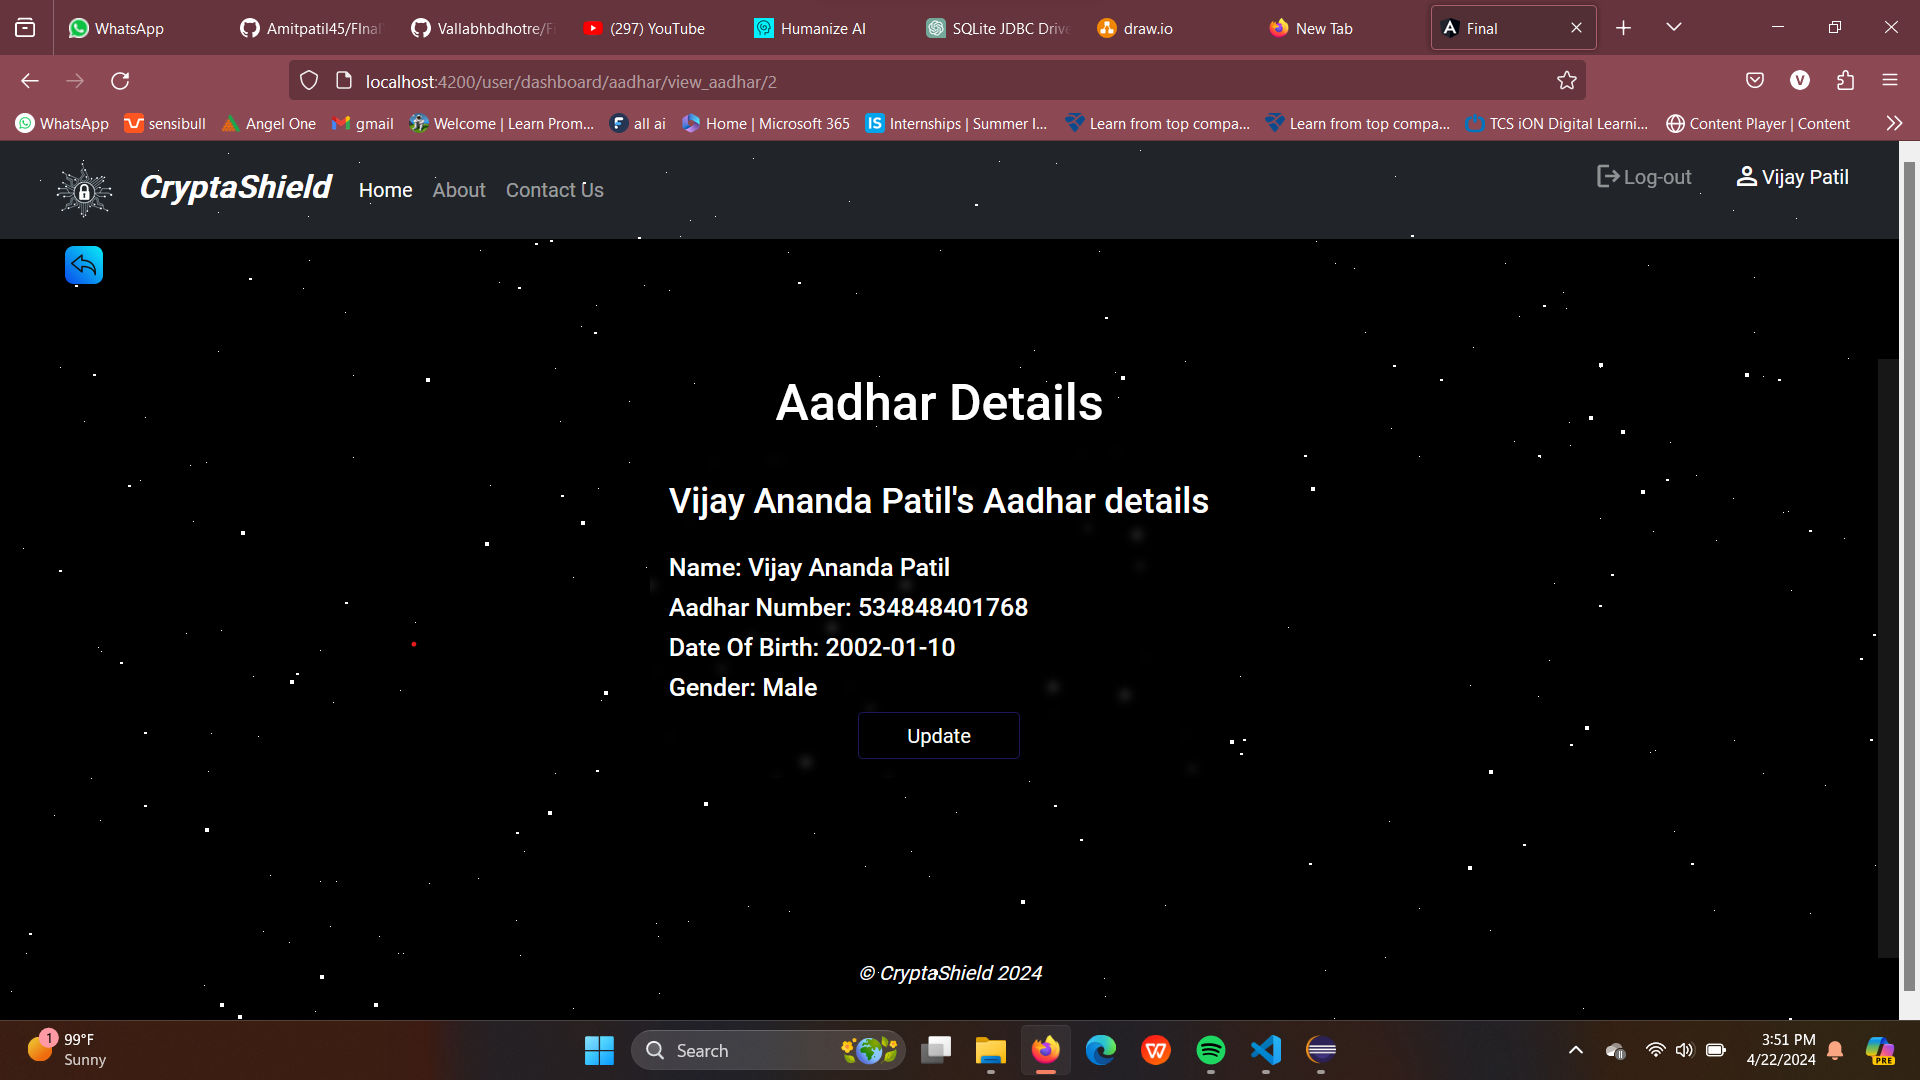 WhatsApp
Amitpatil45/FInal
Vallabhbdhotre/Fi
(297) YouTube
Humanize AI
SQLite JDBC Drive
draw.io
New Tab
Final
localhost:4200/user/dashboard/aadhar/view_aadhar/2
V
WhatsApp
sensibull
Angel One
gmail
Welcome | Learn Prom...
all ai
Home | Microsoft 365
IS Internships | Summer I...
Learn from top compa...
Learn from top compa...
TCS iON Digital Learni...
Content Player | Content
CryptaShield
Home
About
Contact Us
Log-out
Vijay Patil
Aadhar Details
Vijay Ananda Patil's Aadhar details
Name: Vijay Ananda Patil
Aadhar Number: 534848401768
Date Of Birth: 2002-01-10
Gender: Male
Update
© CryptaShield 2024
1
99°F
Sunny
Search
PRE
3:51 PM
4/22/2024